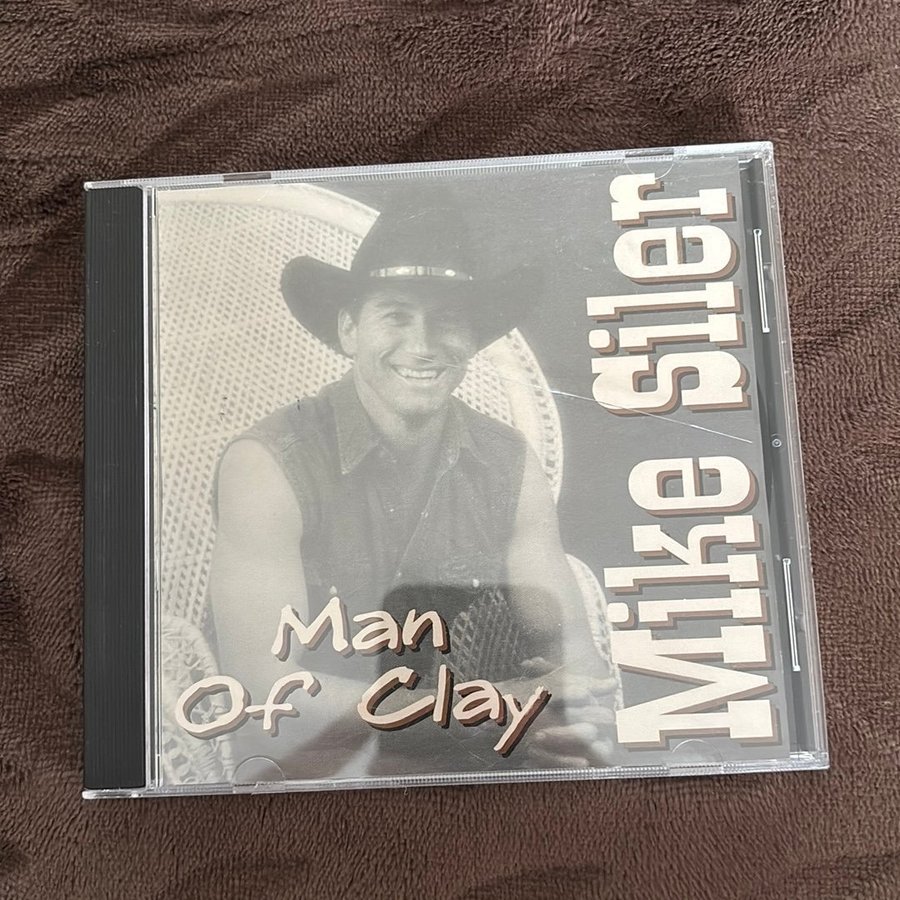 Man
Of Clay
Mike Siler